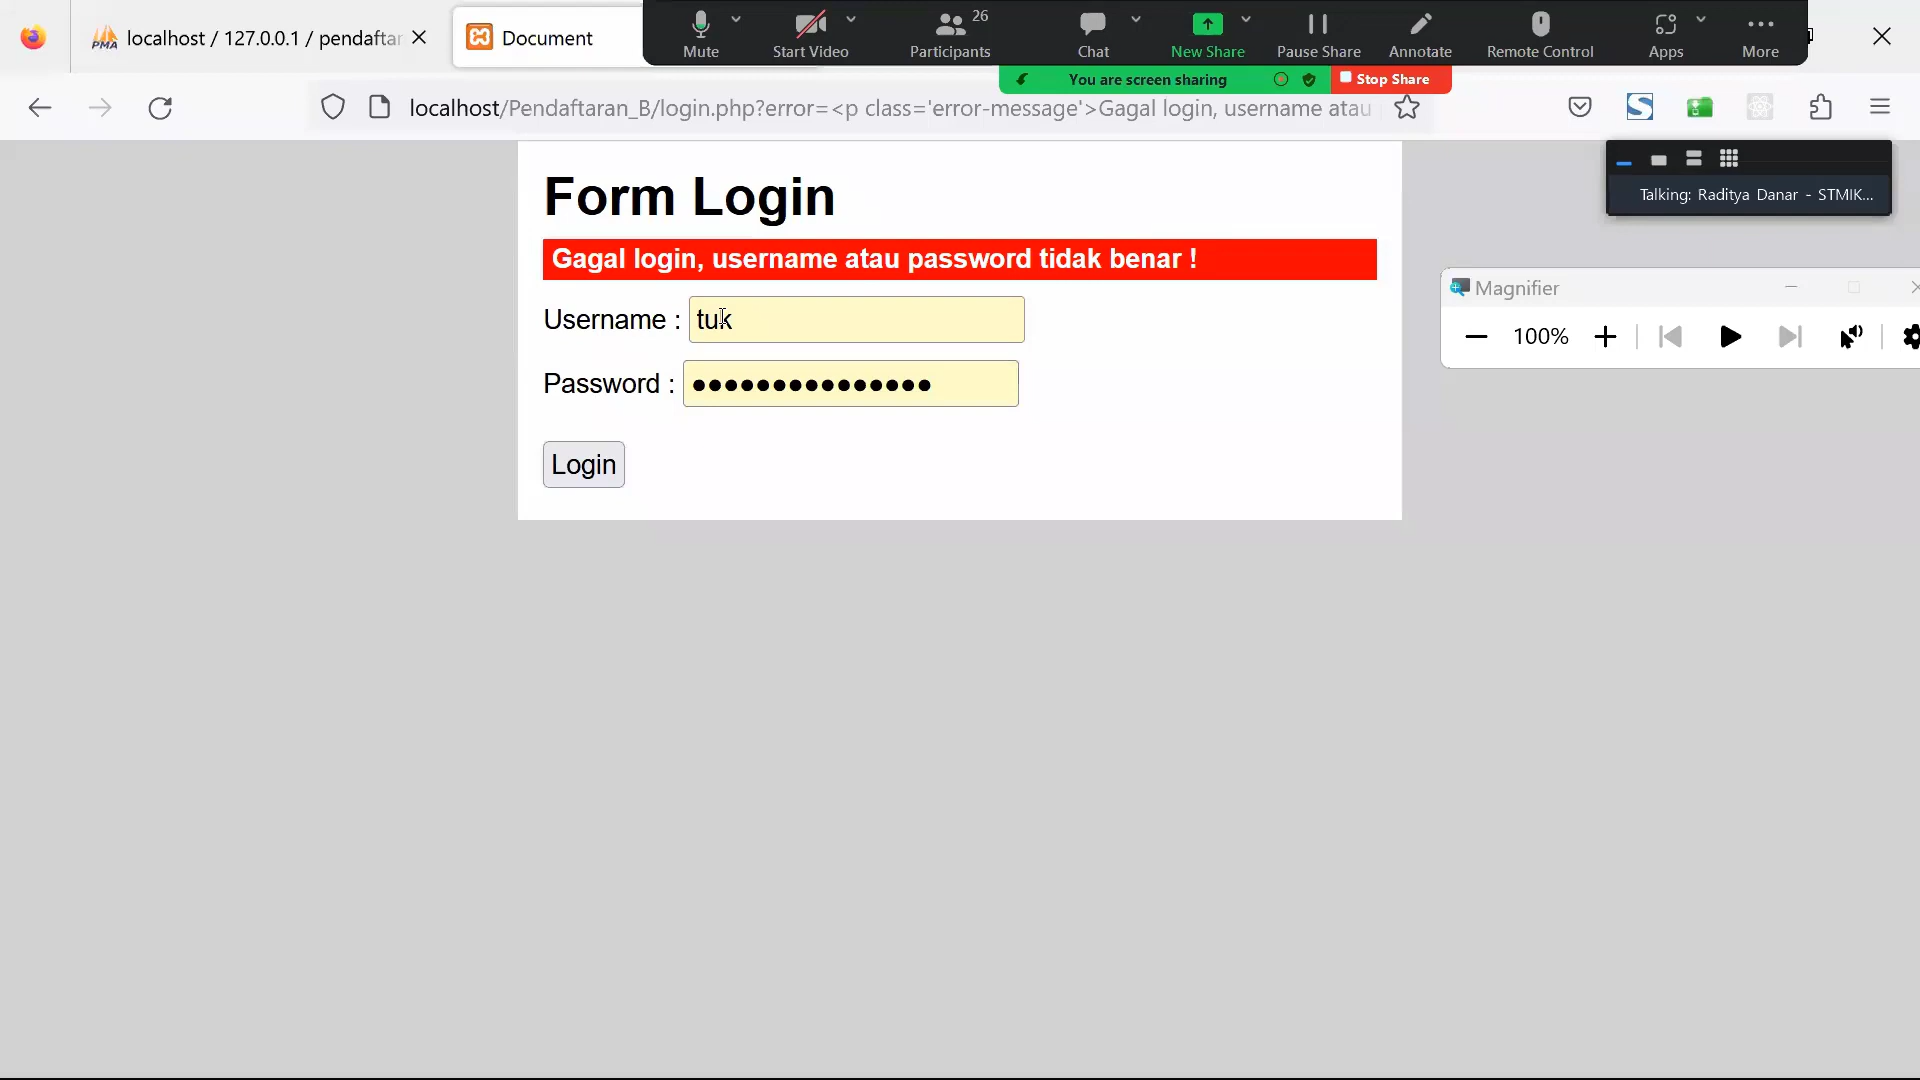 localhost / 127.0.0.1 / pendaftar
Document
Mute
Start Video
26
Participants
Chat
New Share
Pause Share
Annotate
Remote Control
Apps
More
You are screen sharing
Stop Share
localhost/Pendaftaran_B/login.php?error=<p class='error-message'>Gagal login, username atau
Talking: Raditya Danar - STMIK...
Form Login
Gagal login, username atau password tidak benar !
Username : tuk
Password :
Login
Magnifier
100%